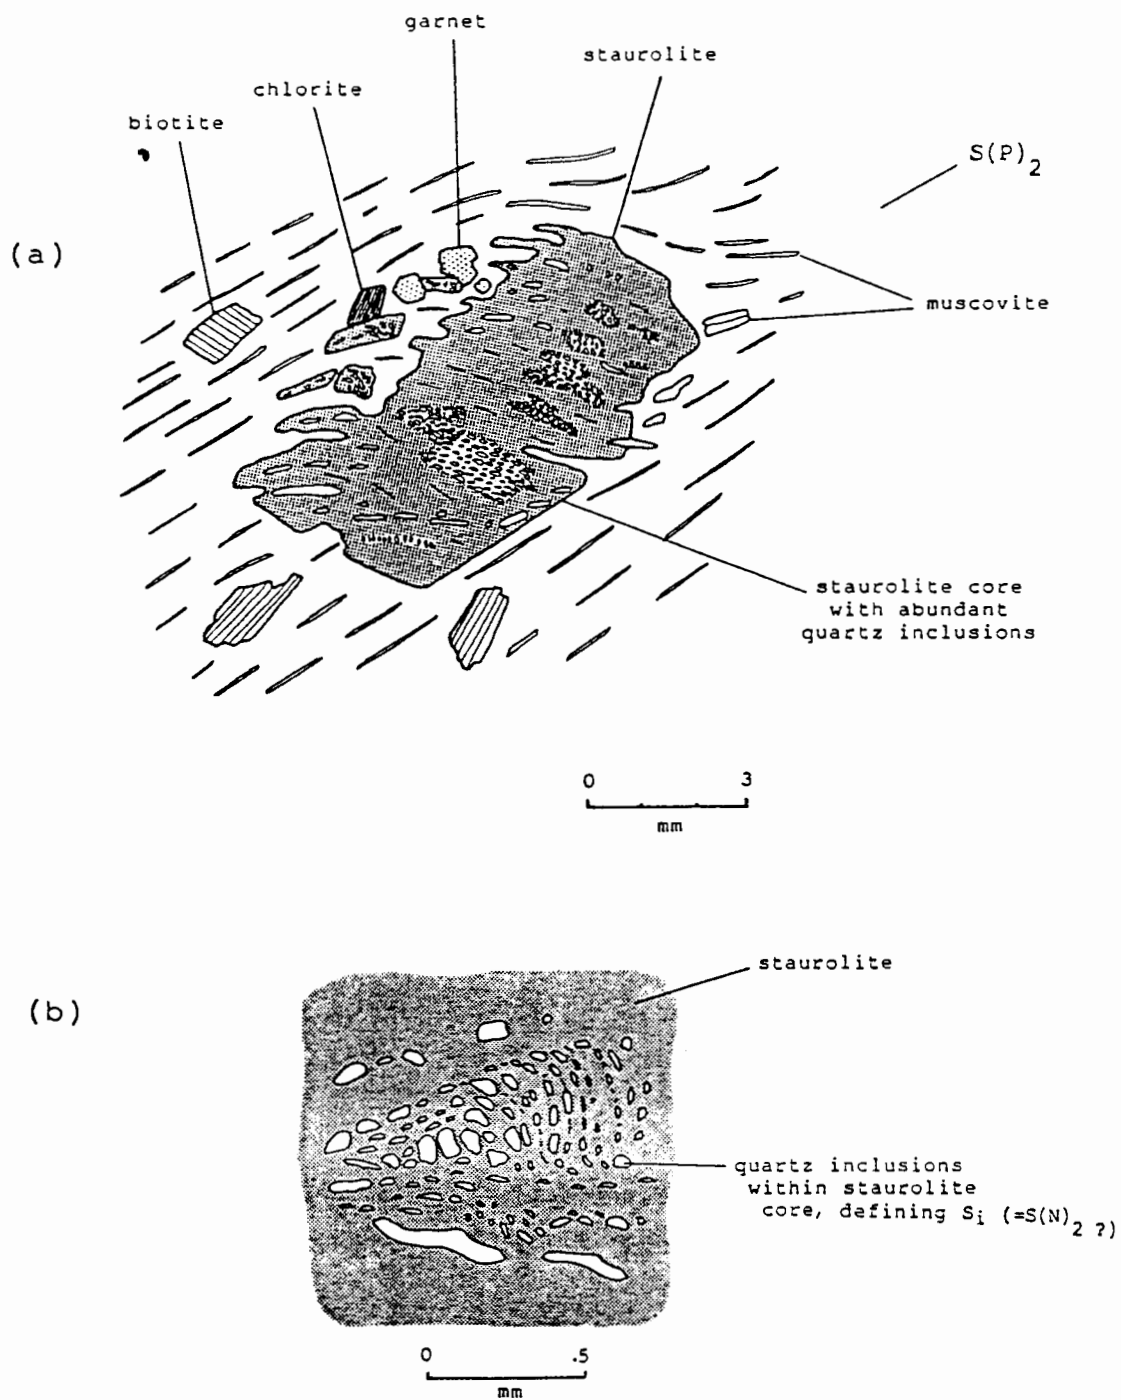 garnet
staurolite
chlorite
biotite
S(P)2
(a)
muscovite
staurolite core
with abundant
quartz inclusions
0 3
mm
staurolite
(b)
quartz inclusions
within staurolite
core, defining Si (=S(N)2 ?)
0 .5
mm